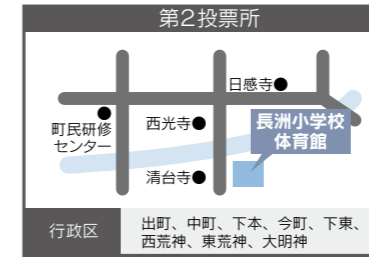 第2投票所
日感寺●
町民研修
センター
西光寺●
長洲小学校
体育館
清台寺●
行政区
出町、中町、下本、今町、下東、
西荒神、東荒神、大明神